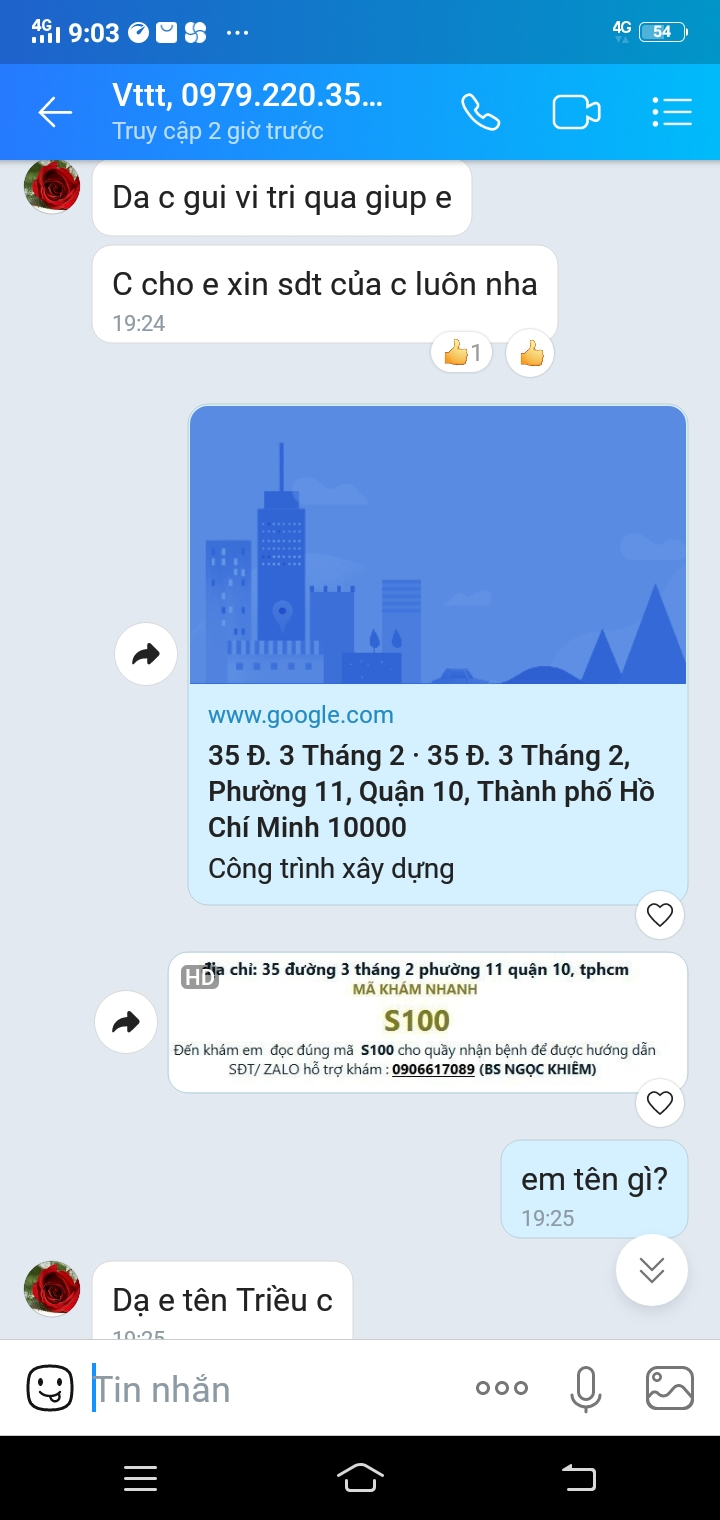 4G 9:03 ...
4G 54
Vttt, 0979.220.35...
Truy cập 2 giờ trước
Da c gui vi tri qua giup e
C cho e xin sdt của c luôn nha
19:24
1
www.google.com
35 Đ. 3 Tháng 2 · 35 Đ. 3 Tháng 2,
Phường 11, Quận 10, Thành phố Hồ
Chí Minh 10000
Công trình xây dựng
HD
địa chỉ: 35 đường 3 tháng 2 phường 11 quận 10, tphcm
MÃ KHÁM NHANH
S100
Đến khám em đọc đúng mã S100 cho quầy nhận bệnh để được hướng dẫn
SĐT/ ZALO hỗ trợ khám : 0906617089 (BS NGỌC KHIÊM)
em tên gì?
19:25
Dạ e tên Triều c
19:25
Tin nhắn